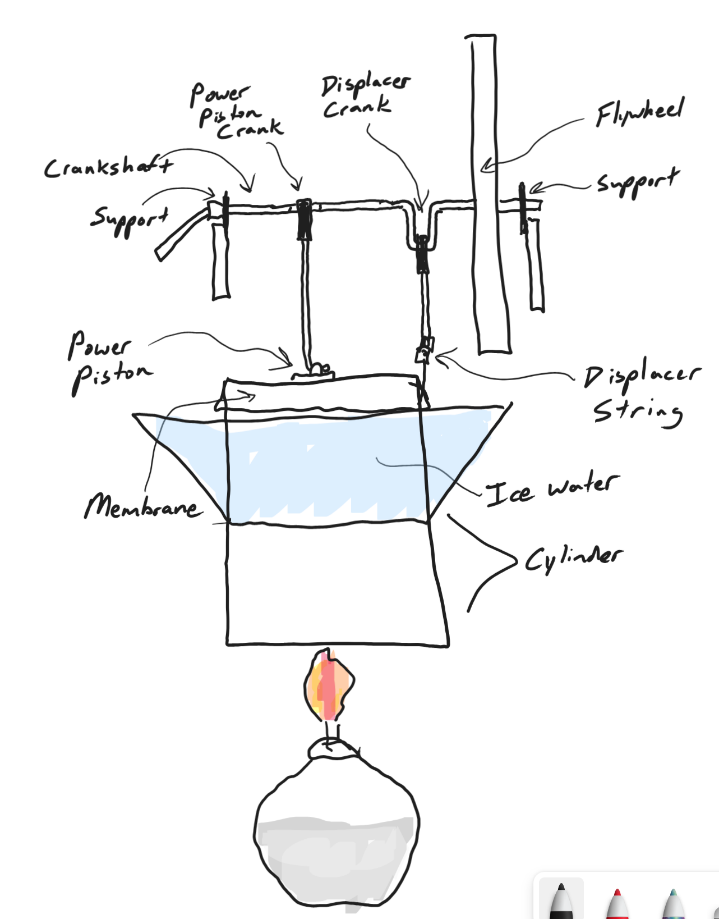 Displacer
Crank
Power
Piston
Crank
Flywheel
Crankshaft
Support
Support
Power
Piston
Displacer
String
Membrane
Ice water
Cylinder